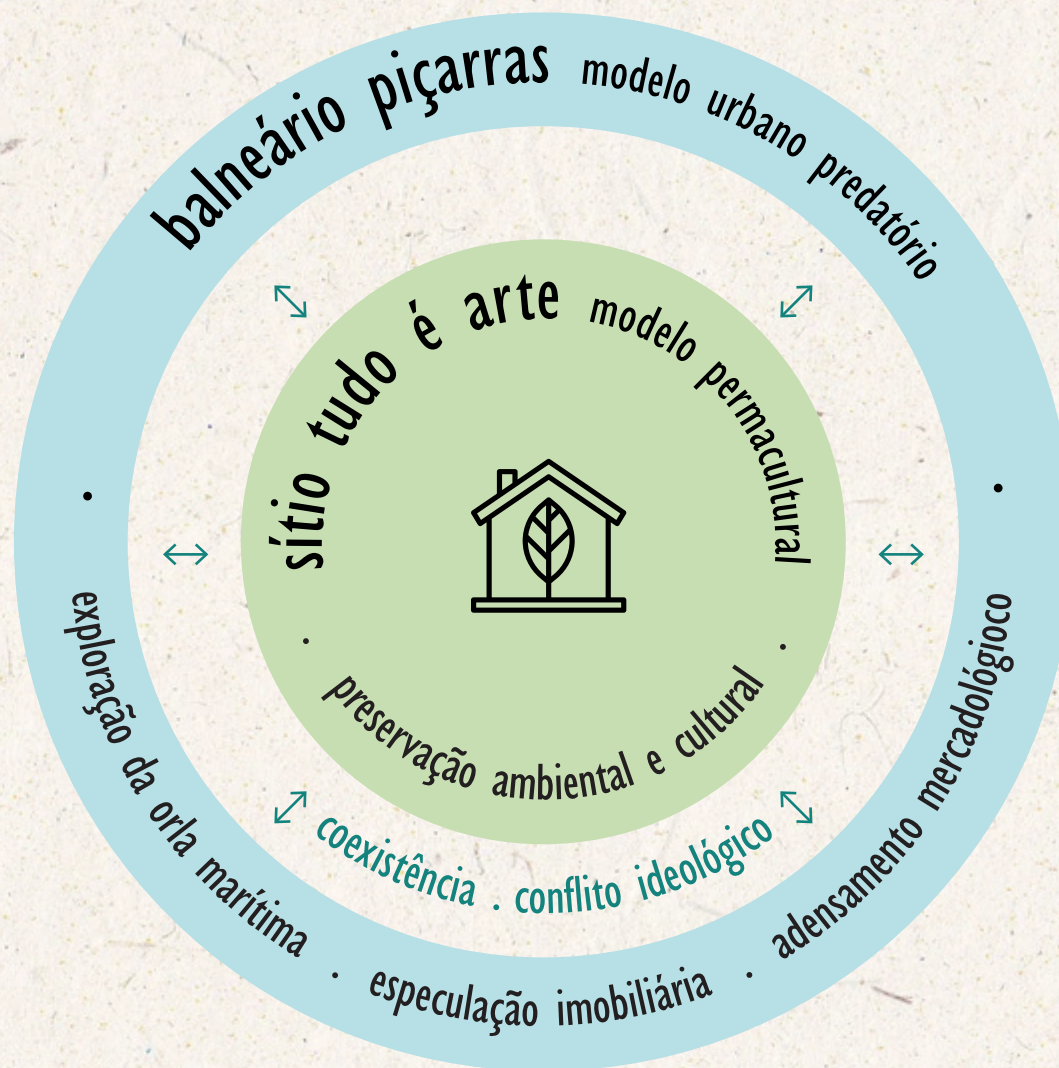 balneário piçarras modelo urbano predatório
sítio tudo é arte modelo permacultural
. preservação ambiental e cultural .
coexistência . conflito ideológico
. exploração da orla marítima . especulação imobiliária . adensamento mercadológioco .